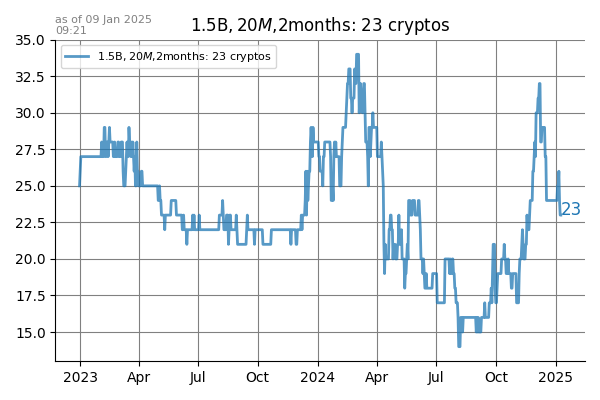 as of 09 Jan 2025
09:21
1.5B, 20M,2months: 23 cryptos
1.5B, 20M,2months: 23 cryptos
35.0
32.5
30.0
27.5
25.0
22.5
20.0
17.5
15.0
23
2023 Apr Jul Oct 2024 Apr Jul Oct 2025